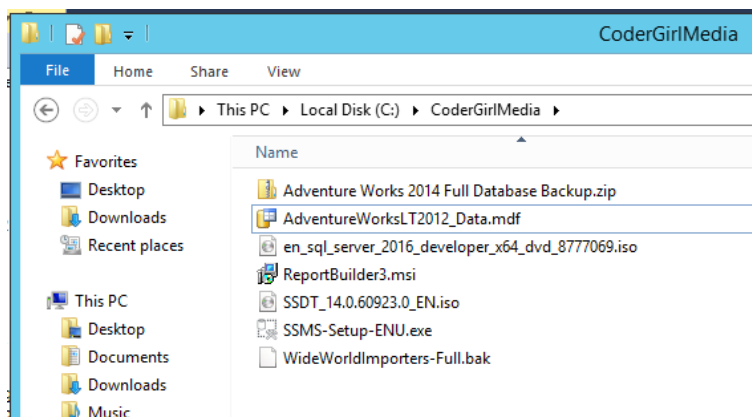 CoderGirlMedia
File Home Share View
This PC Local Disk (C:) CoderGirlMedia
Favorites
Desktop
Downloads
Recent places
This PC
Desktop
Documents
Downloads
Music
Name
Adventure Works 2014 Full Database Backup.zip
AdventureWorksLT2012_Data.mdf
en_sql_server_2016_developer_x64_dvd_8777069.iso
ReportBuilder3.msi
SSDT_14.0.60923.0_EN.iso
SSMS-Setup-ENU.exe
WideWorldImporters-Full.bak